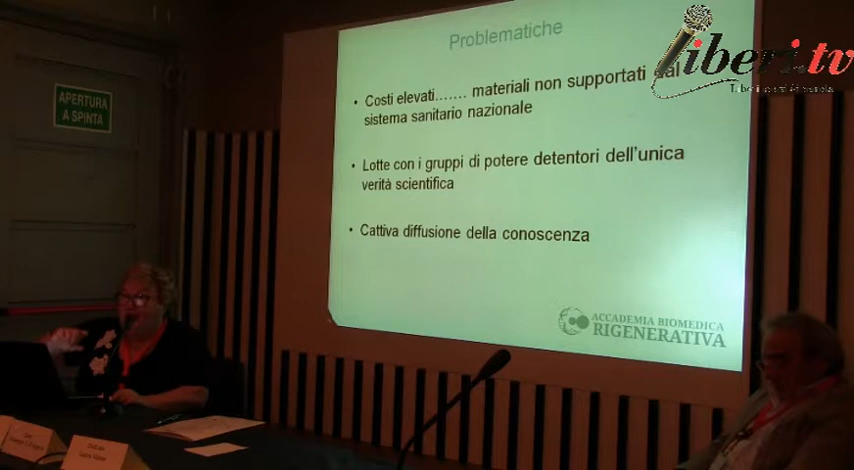 Problematiche
liberi.tv
APERTURA
A SPINTA
• Costi elevati....... materiali non supportati dal
sistema sanitario nazionale
• Lotte con i gruppi di potere detentori dell'unica
verità scientifica
• Cattiva diffusione della conoscenza
ACCADEMIA BIOMEDICA
RIGENERATIVA